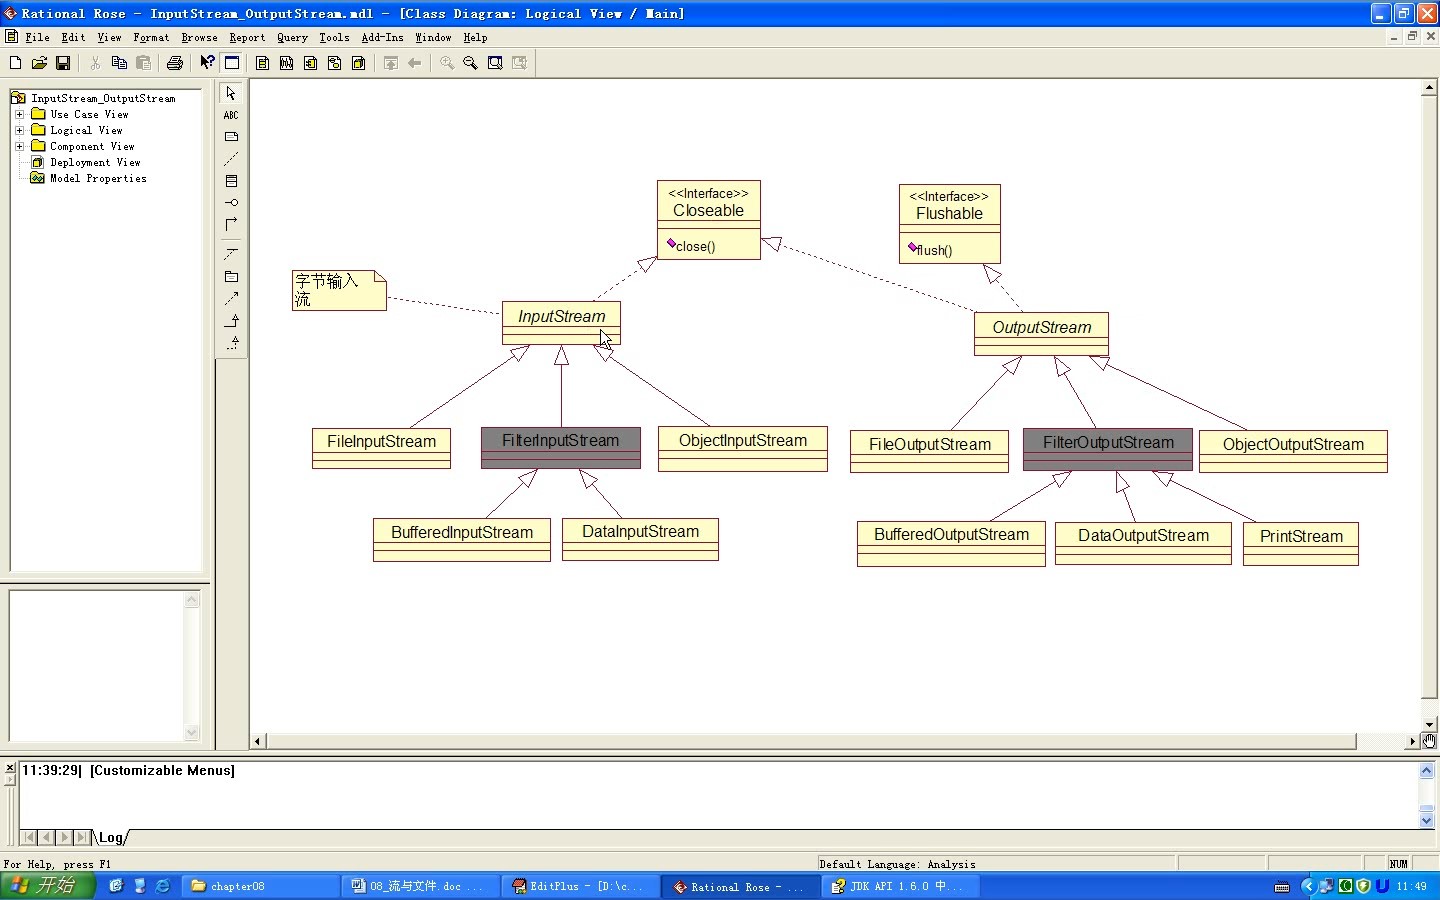 Rational Rose - InputStream_OutputStream.mdl - [Class Diagram: Logical View / Main]
File Edit View Format Browse Report Query Tools Add-Ins Window Help
InputStream_OutputStream
Use Case View
Logical View
Component View
Deployment View
Model Properties
ABC
<<Interface>>
Closeable
close()
<<Interface>>
Flushable
flush()
字节输入
流
InputStream
OutputStream
FileInputStream
FilterInputStream
ObjectInputStream
FileOutputStream
FilterOutputStream
ObjectOutputStream
BufferedInputStream
DataInputStream
BufferedOutputStream
DataOutputStream
PrintStream
11:39:29| [Customizable Menus]
Log
For Help, press F1
Default Language: Analysis
NUM
开始
chapter08
08_流与文件.doc ...
EditPlus - [D:\c...
Rational Rose - ...
JDK API 1.6.0 中...
11:49